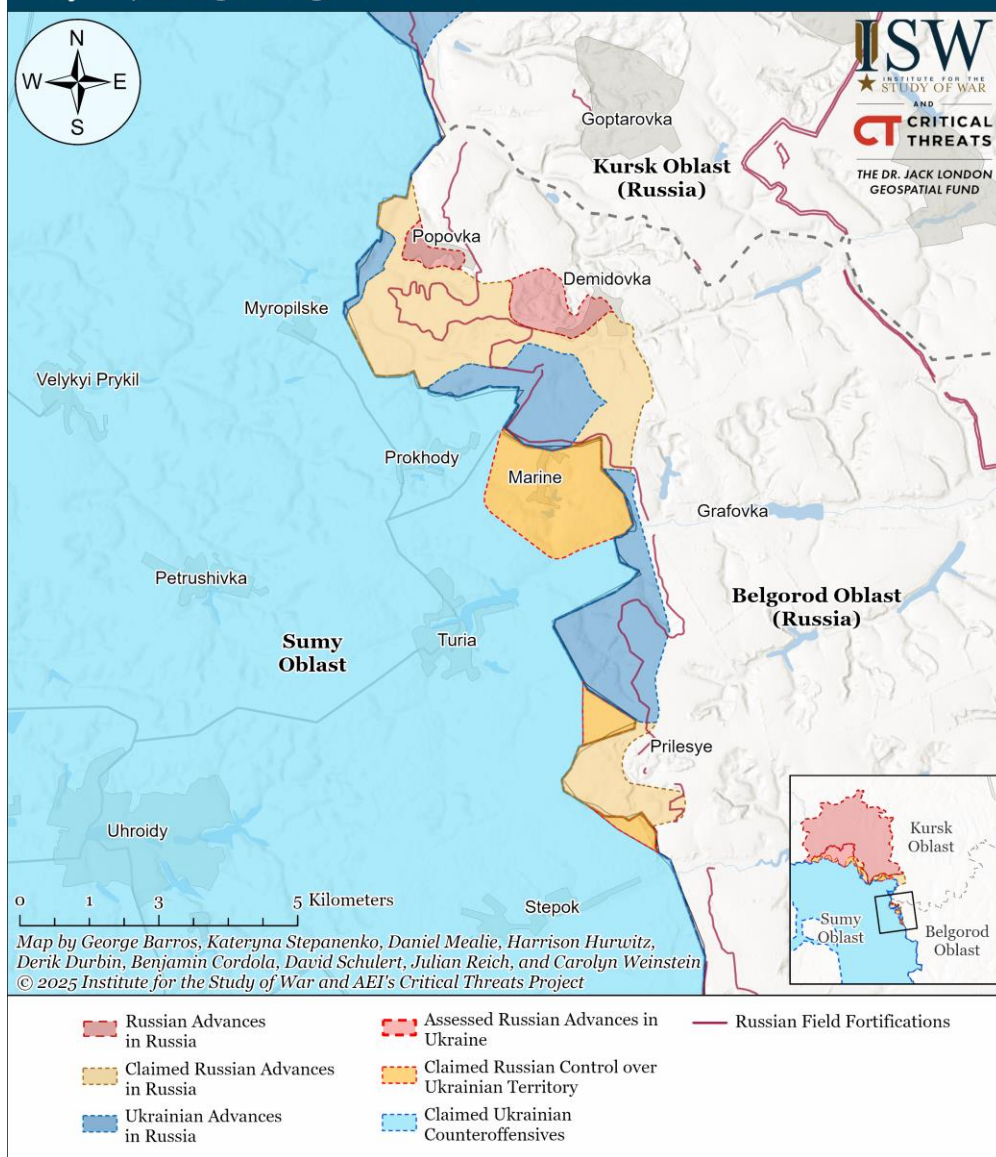 N
W E
S
ISW
INSTITUTE FOR THE
STUDY OF WAR
AND
CT CRITICAL
THREATS
THE DR. JACK LONDON
GEOSPATIAL FUND
Goptarovka
Kursk Oblast
(Russia)
Popovka
Demidovka
Myropilske
Velykyi Prykil
Prokhody
Marine
Grafovka
Petrushivka
Belgorod Oblast
(Russia)
Sumy
Oblast
Turia
Prilesye
Uhroidy
Stepok
0 1 3 5 Kilometers
Map by George Barros, Kateryna Stepanenko, Daniel Mealie, Harrison Hurwitz,
Derik Durbin, Benjamin Cordola, David Schulert, Julian Reich, and Carolyn Weinstein
© 2025 Institute for the Study of War and AEI's Critical Threats Project
Kursk
Oblast
Sumy
Oblast
Belgorod
Oblast
Russian Advances
in Russia
Claimed Russian Advances
in Russia
Ukrainian Advances
in Russia
Assessed Russian Advances in
Ukraine
Claimed Russian Control over
Ukrainian Territory
Claimed Ukrainian
Counteroffensives
Russian Field Fortifications